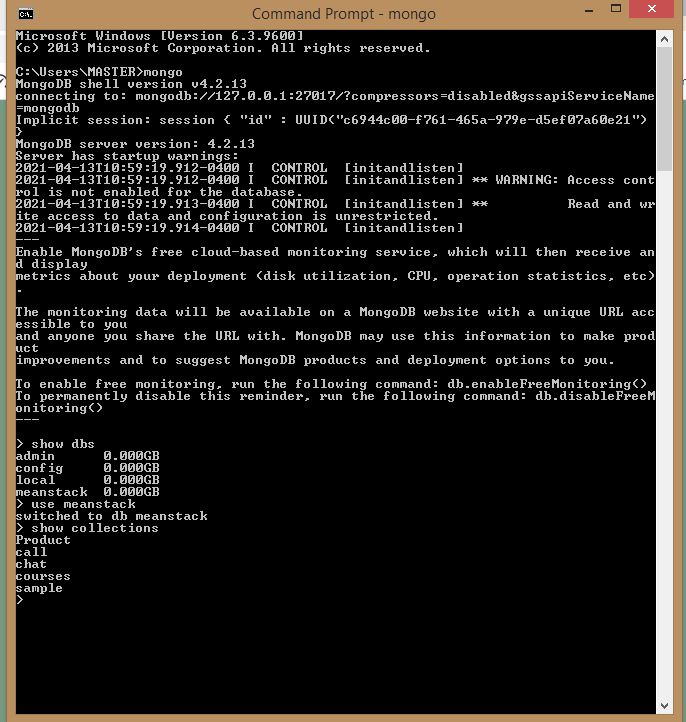 Command Prompt - mongo
Microsoft Windows [Version 6.3.9600]
(c) 2013 Microsoft Corporation. All rights reserved.
C:\Users\MASTER>mongo
MongoDB shell version v4.2.13
connecting to: mongodb://127.0.0.1:27017/?compressors=disabled&gssapiServiceName
=mongodb
Implicit session: session { "id" : UUID("c6944c00-f761-465a-979e-d5ef07a60e21")
}
MongoDB server version: 4.2.13
Server has startup warnings:
2021-04-13T10:59:19.912-0400 I  CONTROL  [initandlisten]
2021-04-13T10:59:19.912-0400 I  CONTROL  [initandlisten] ** WARNING: Access cont
rol is not enabled for the database.
2021-04-13T10:59:19.913-0400 I  CONTROL  [initandlisten] **          Read and wr
ite access to data and configuration is unrestricted.
2021-04-13T10:59:19.914-0400 I  CONTROL  [initandlisten]
---
Enable MongoDB's free cloud-based monitoring service, which will then receive an
d display
metrics about your deployment (disk utilization, CPU, operation statistics, etc)
.
The monitoring data will be available on a MongoDB website with a unique URL acc
essible to you
and anyone you share the URL with. MongoDB may use this information to make prod
uct
improvements and to suggest MongoDB products and deployment options to you.
To enable free monitoring, run the following command: db.enableFreeMonitoring()
To permanently disable this reminder, run the following command: db.disableFreeM
onitoring()
---
> show dbs
admin      0.000GB
config     0.000GB
local      0.000GB
meanstack  0.000GB
> use meanstack
switched to db meanstack
> show collections
Product
call
chat
courses
sample
>